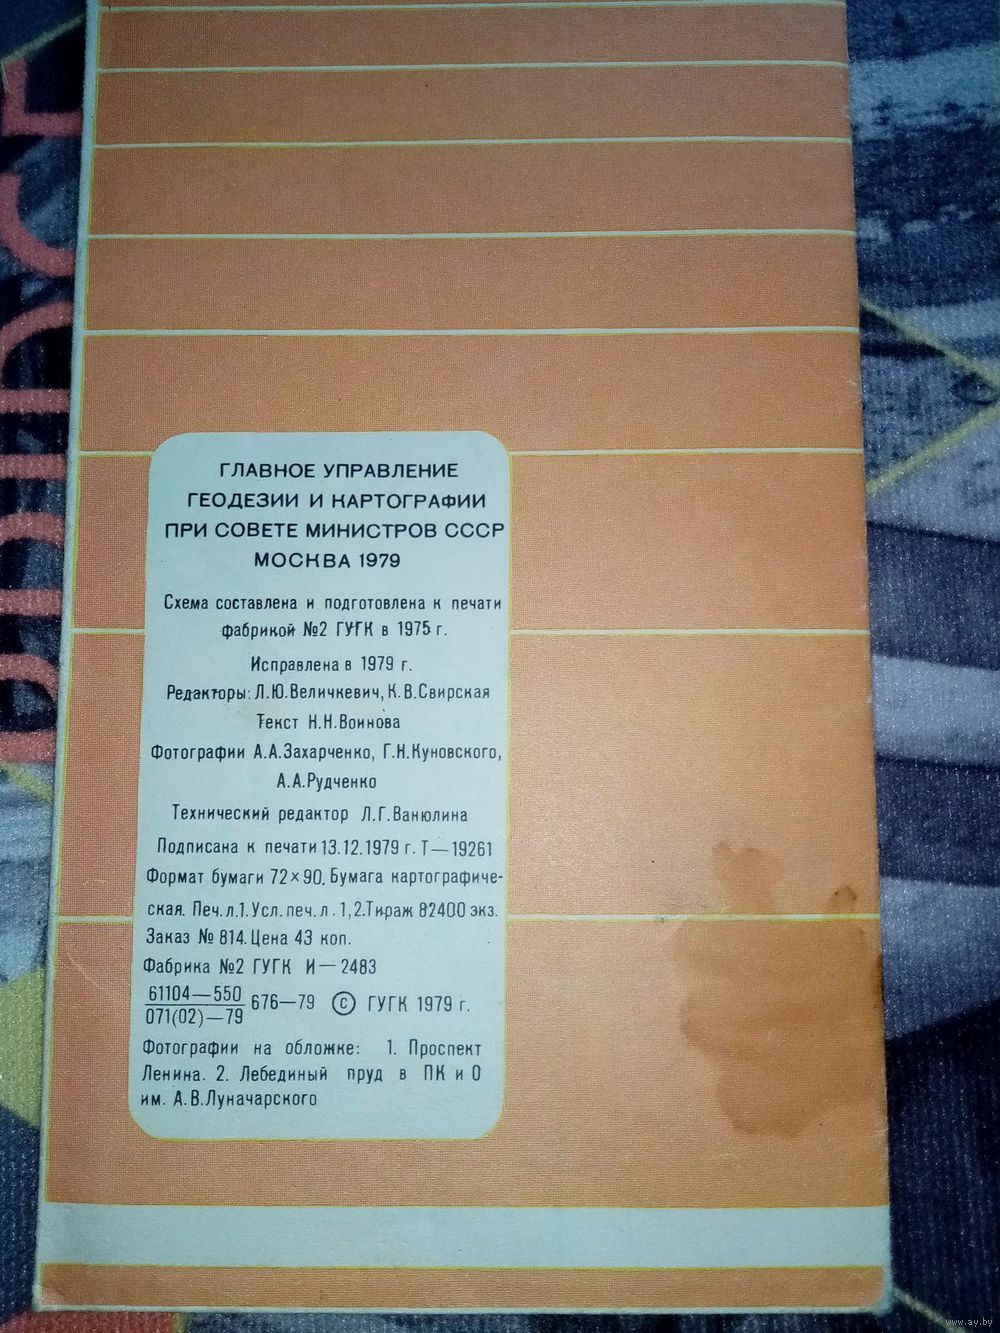 ГЛАВНОЕ УПРАВЛЕНИЕ
ГЕОДЕЗИИ И КАРТОГРАФИИ
ПРИ СОВЕТЕ МИНИСТРОВ СССР
МОСКВА 1979
Схема составлена и подготовлена к печати
фабрикой №2 ГУГК в 1975 г.
Исправлена в 1979 г.
Редакторы: Л.Ю.Величкевич, К.В.Свирская
Текст Н.Н.Воинова
Фотографии А.А.Захарченко, Г.Н.Куновского,
А.А.Рудченко
Технический редактор Л.Г.Ванюлина
Подписана к печати 13.12.1979 г. Т—19261
Формат бумаги 72×90. Бумага картографиче-
ская. Печ.л.1. Усл.печ.л. 1,2. Тираж 82400 экз.
Заказ № 814. Цена 43 коп.
Фабрика №2 ГУГК И—2483
61104—550
071(02)—79 676—79 © ГУГК 1979 г.
Фотографии на обложке: 1. Проспект
Ленина. 2. Лебединый пруд в ПК и О
им. А.В.Луначарского
www.ay.by